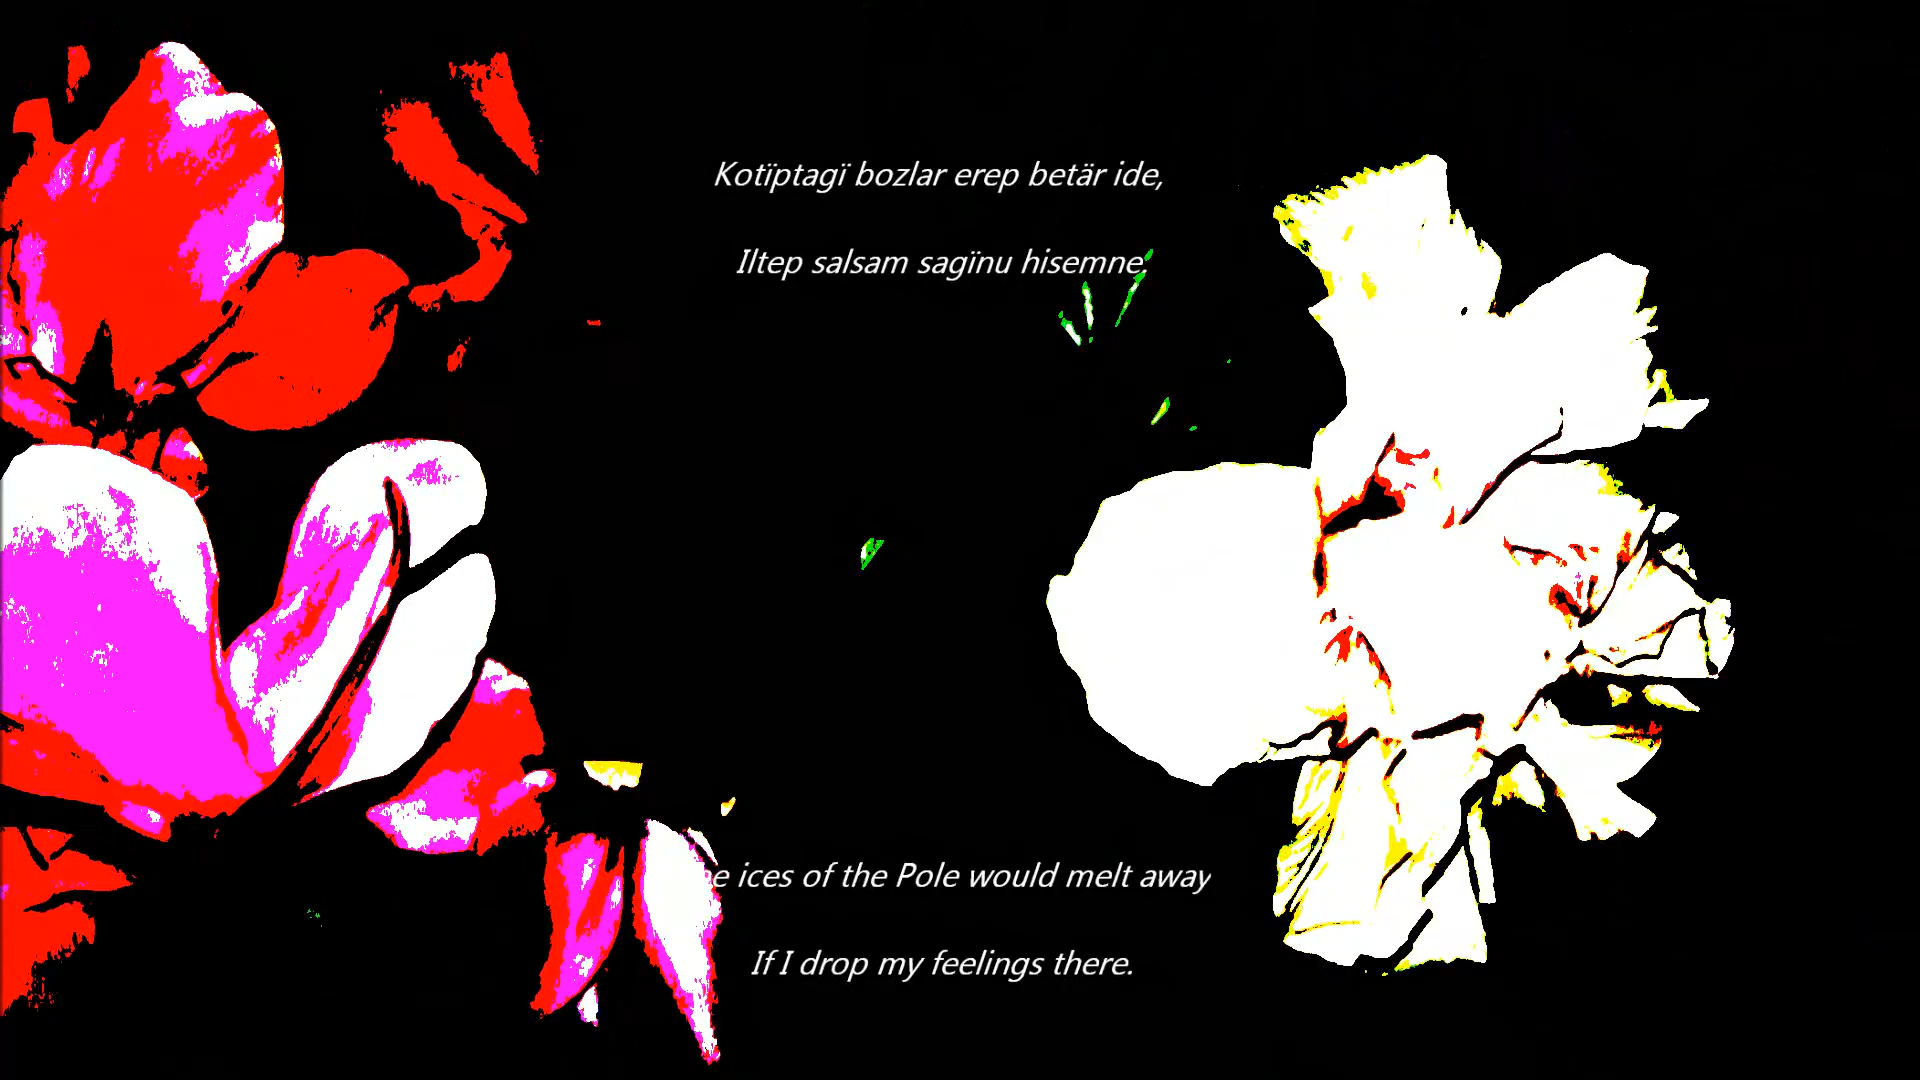 Kotïptagï bozlar erep betär ide,
Iltep salsam sagïnu hisemne.
ices of the Pole would melt away
If I drop my feelings there.